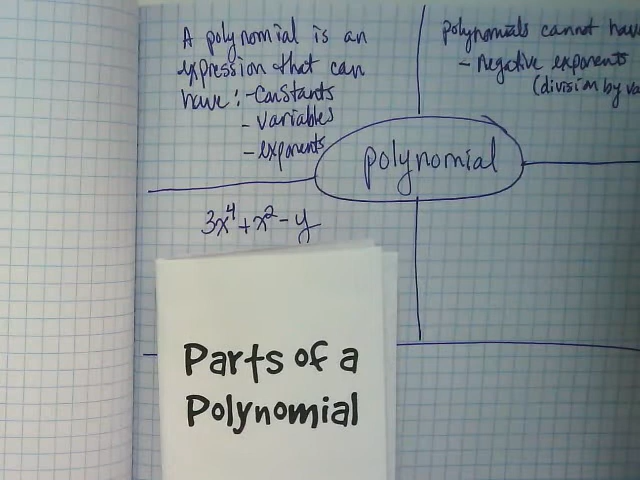 A polynomial is an
expression that can
have: - Constants
- variables
- exponents
polynomials cannot have
- negative exponents
(division by va
polynomial
3x⁴+x²-y
Parts of a
Polynomial